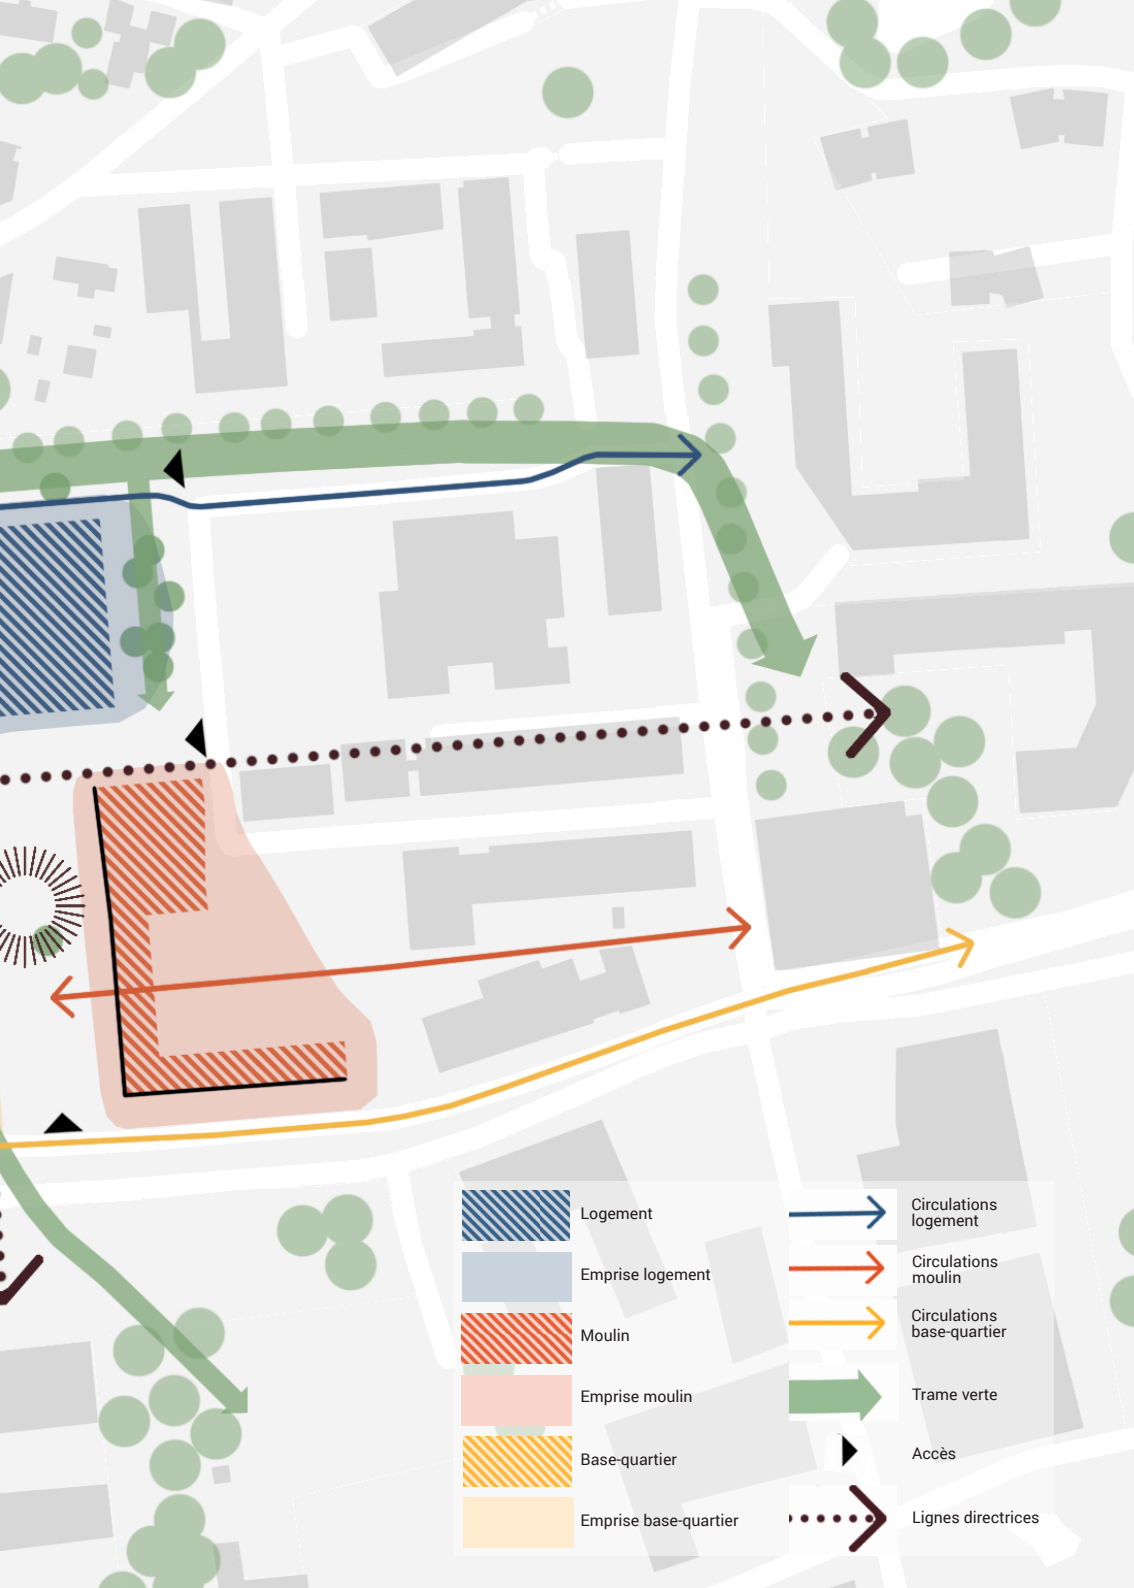 Logement
Emprise logement
Moulin
Emprise moulin
Base-quartier
Emprise base-quartier
Circulations
logement
Circulations
moulin
Circulations
base-quartier
Trame verte
Accès
Lignes directrices